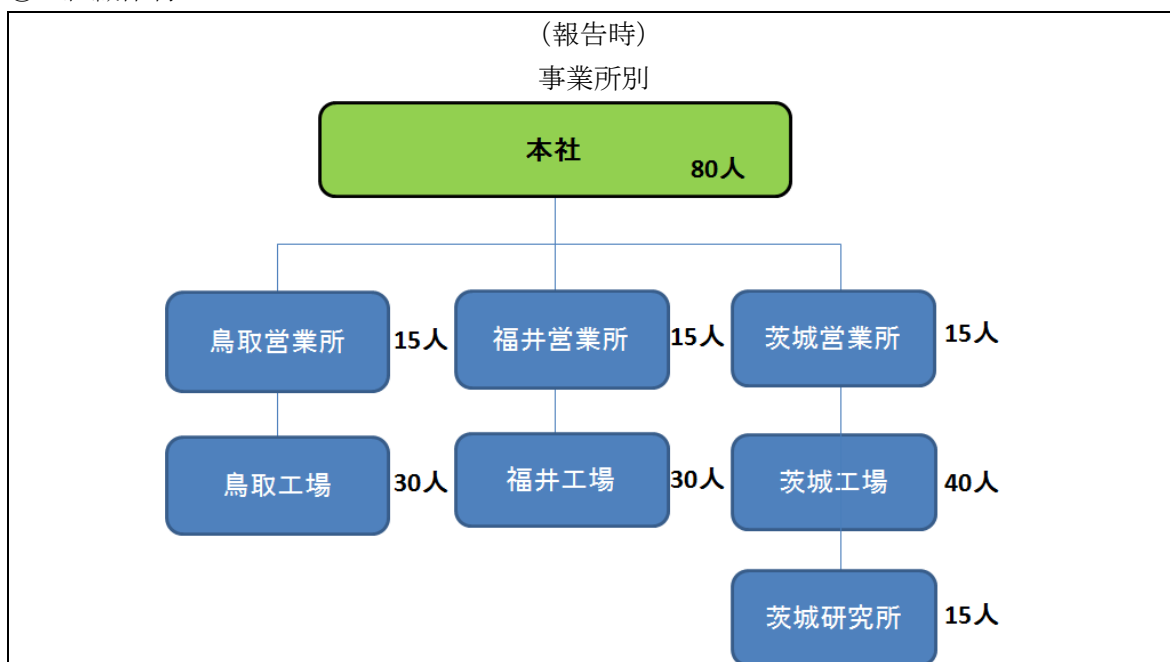 (報告時)
事業所別
本社
80人
鳥取営業所 15人 福井営業所 15人 茨城営業所 15人
鳥取工場 30人 福井工場 30人 茨城工場 40人
茨城研究所 15人